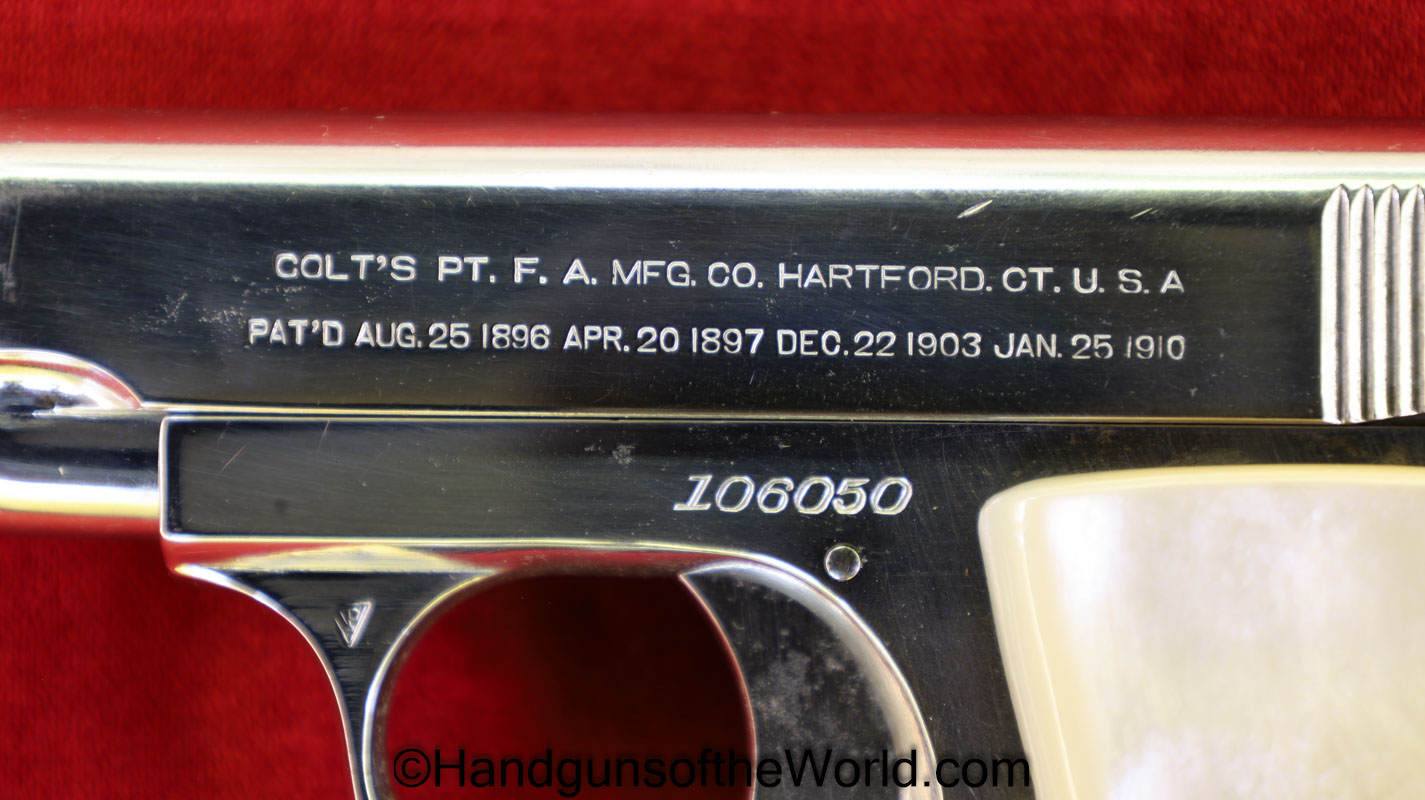 COLT'S PT. F. A. MFG. CO. HARTFORD. CT. U. S. A
PAT'D AUG. 25 1896 APR. 20 1897 DEC. 22 1903 JAN. 25 1910
106050
©HandgunsoftheWorld.com